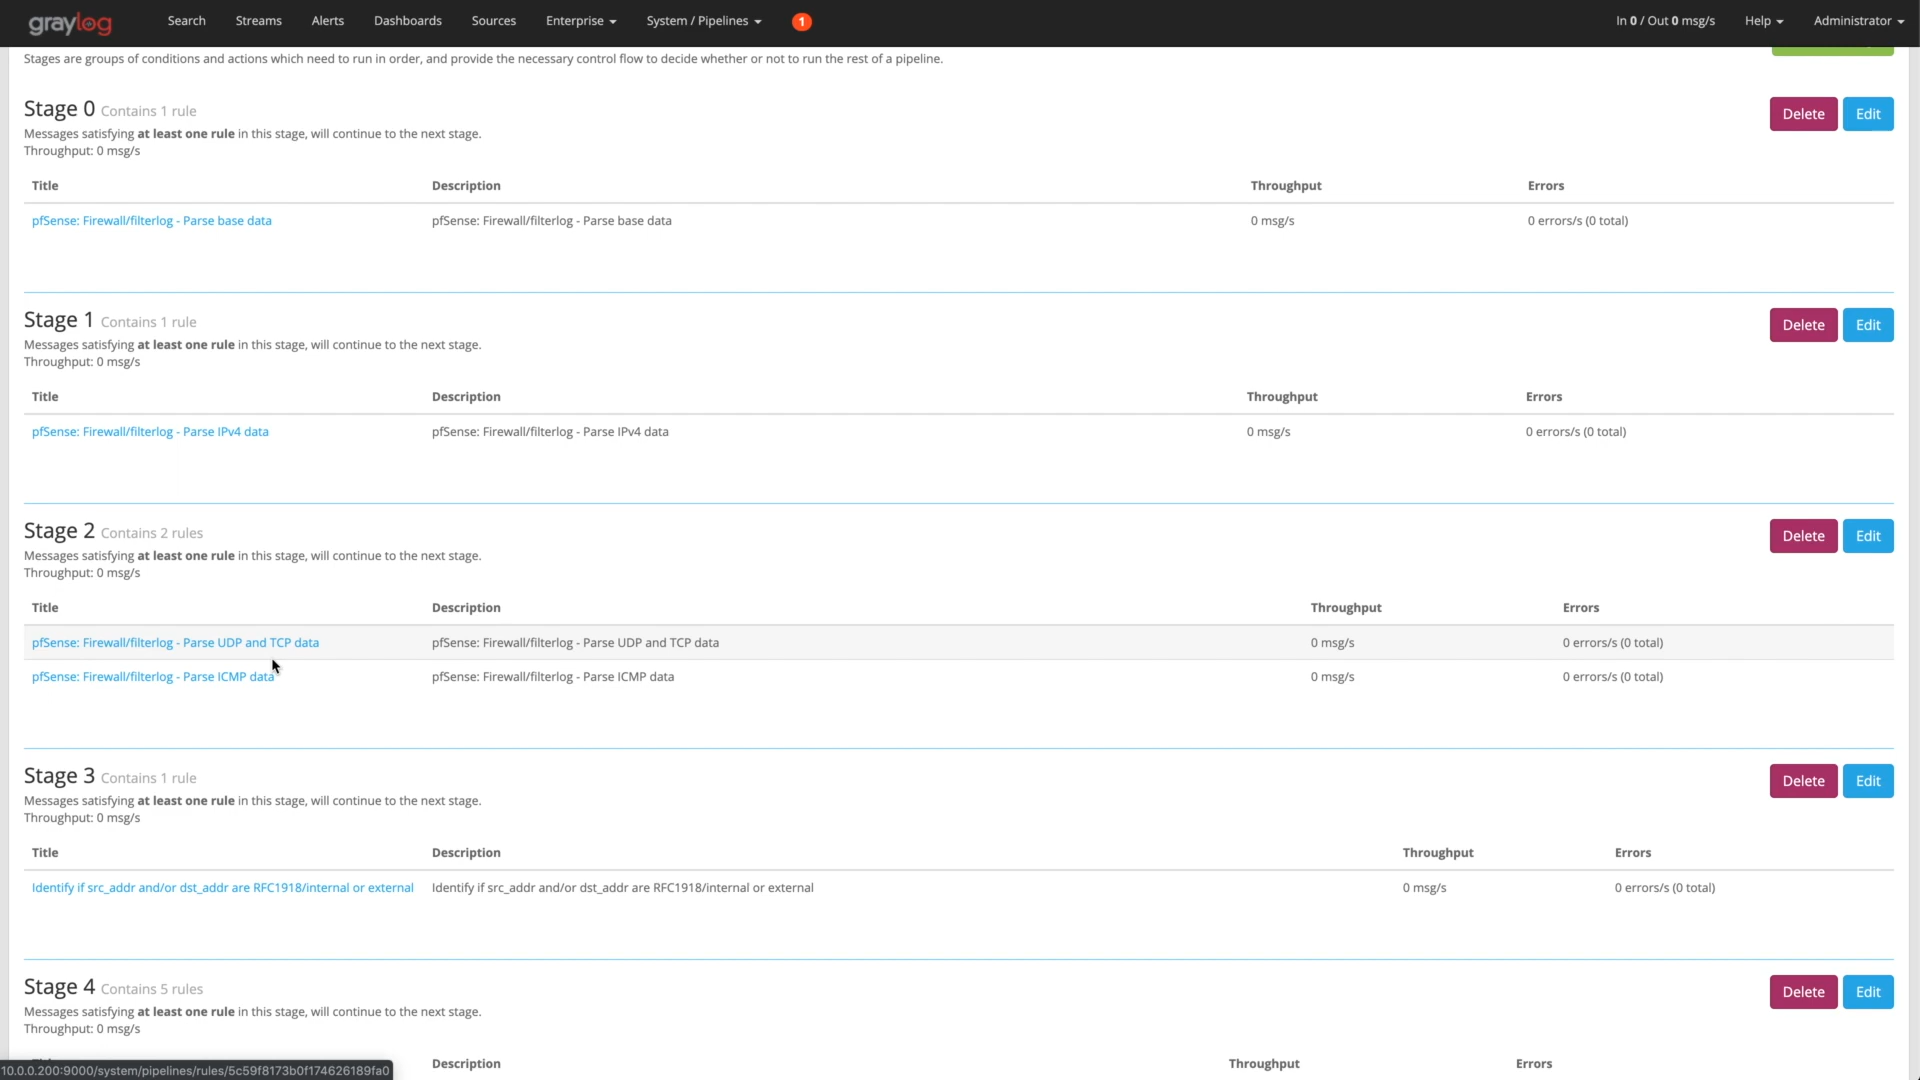 graylog Search Streams Alerts Dashboards Sources Enterprise System / Pipelines 1 In 0 / Out 0 msg/s Help Administrator
Stages are groups of conditions and actions which need to run in order, and provide the necessary control flow to decide whether or not to run the rest of a pipeline.
Stage 0 Contains 1 rule Delete Edit
Messages satisfying at least one rule in this stage, will continue to the next stage.
Throughput: 0 msg/s
Title Description Throughput Errors
pfSense: Firewall/filterlog - Parse base data pfSense: Firewall/filterlog - Parse base data 0 msg/s 0 errors/s (0 total)
Stage 1 Contains 1 rule Delete Edit
Messages satisfying at least one rule in this stage, will continue to the next stage.
Throughput: 0 msg/s
Title Description Throughput Errors
pfSense: Firewall/filterlog - Parse IPv4 data pfSense: Firewall/filterlog - Parse IPv4 data 0 msg/s 0 errors/s (0 total)
Stage 2 Contains 2 rules Delete Edit
Messages satisfying at least one rule in this stage, will continue to the next stage.
Throughput: 0 msg/s
Title Description Throughput Errors
pfSense: Firewall/filterlog - Parse UDP and TCP data pfSense: Firewall/filterlog - Parse UDP and TCP data 0 msg/s 0 errors/s (0 total)
pfSense: Firewall/filterlog - Parse ICMP data pfSense: Firewall/filterlog - Parse ICMP data 0 msg/s 0 errors/s (0 total)
Stage 3 Contains 1 rule Delete Edit
Messages satisfying at least one rule in this stage, will continue to the next stage.
Throughput: 0 msg/s
Title Description Throughput Errors
Identify if src_addr and/or dst_addr are RFC1918/internal or external Identify if src_addr and/or dst_addr are RFC1918/internal or external 0 msg/s 0 errors/s (0 total)
Stage 4 Contains 5 rules Delete Edit
Messages satisfying at least one rule in this stage, will continue to the next stage.
Throughput: 0 msg/s
Description Throughput Errors
10.0.0.200:9000/system/pipelines/rules/5c59f8173b0f174626189fa0